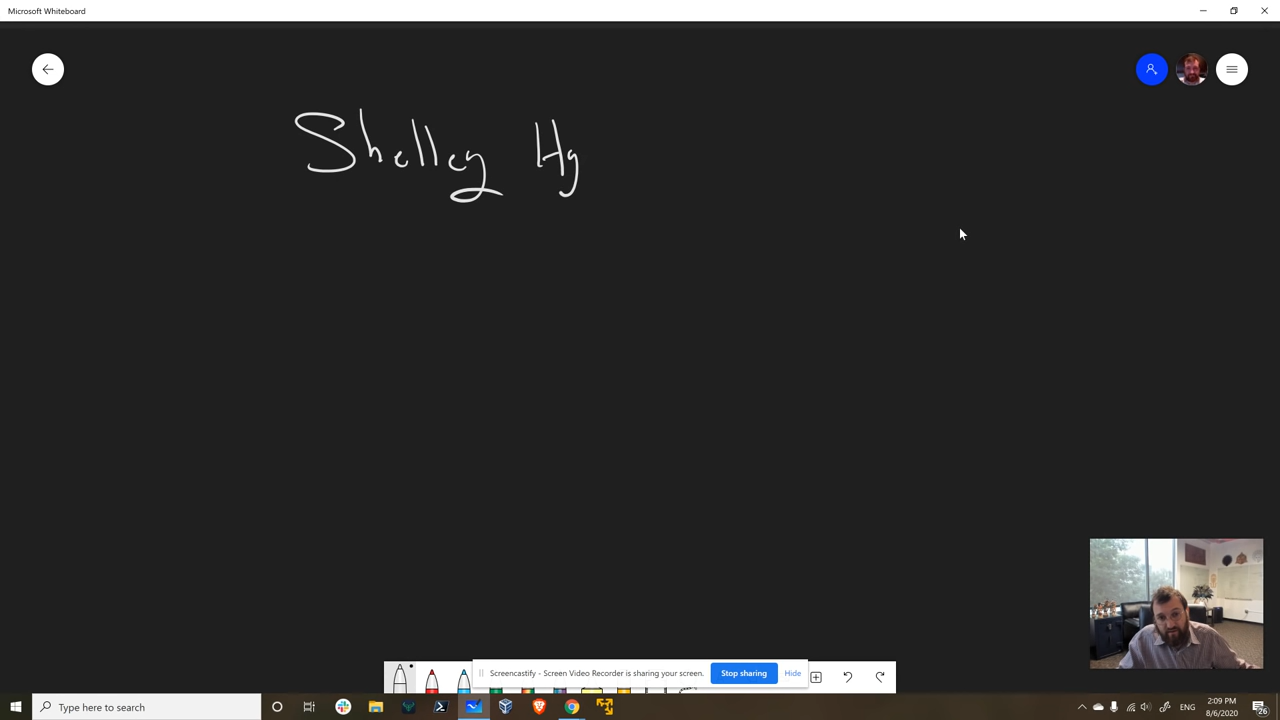 Microsoft Whiteboard
Shelley Hy
Screencastify - Screen Video Recorder is sharing your screen. Stop sharing Hide
Type here to search
ENG
2:09 PM
8/6/2020
26